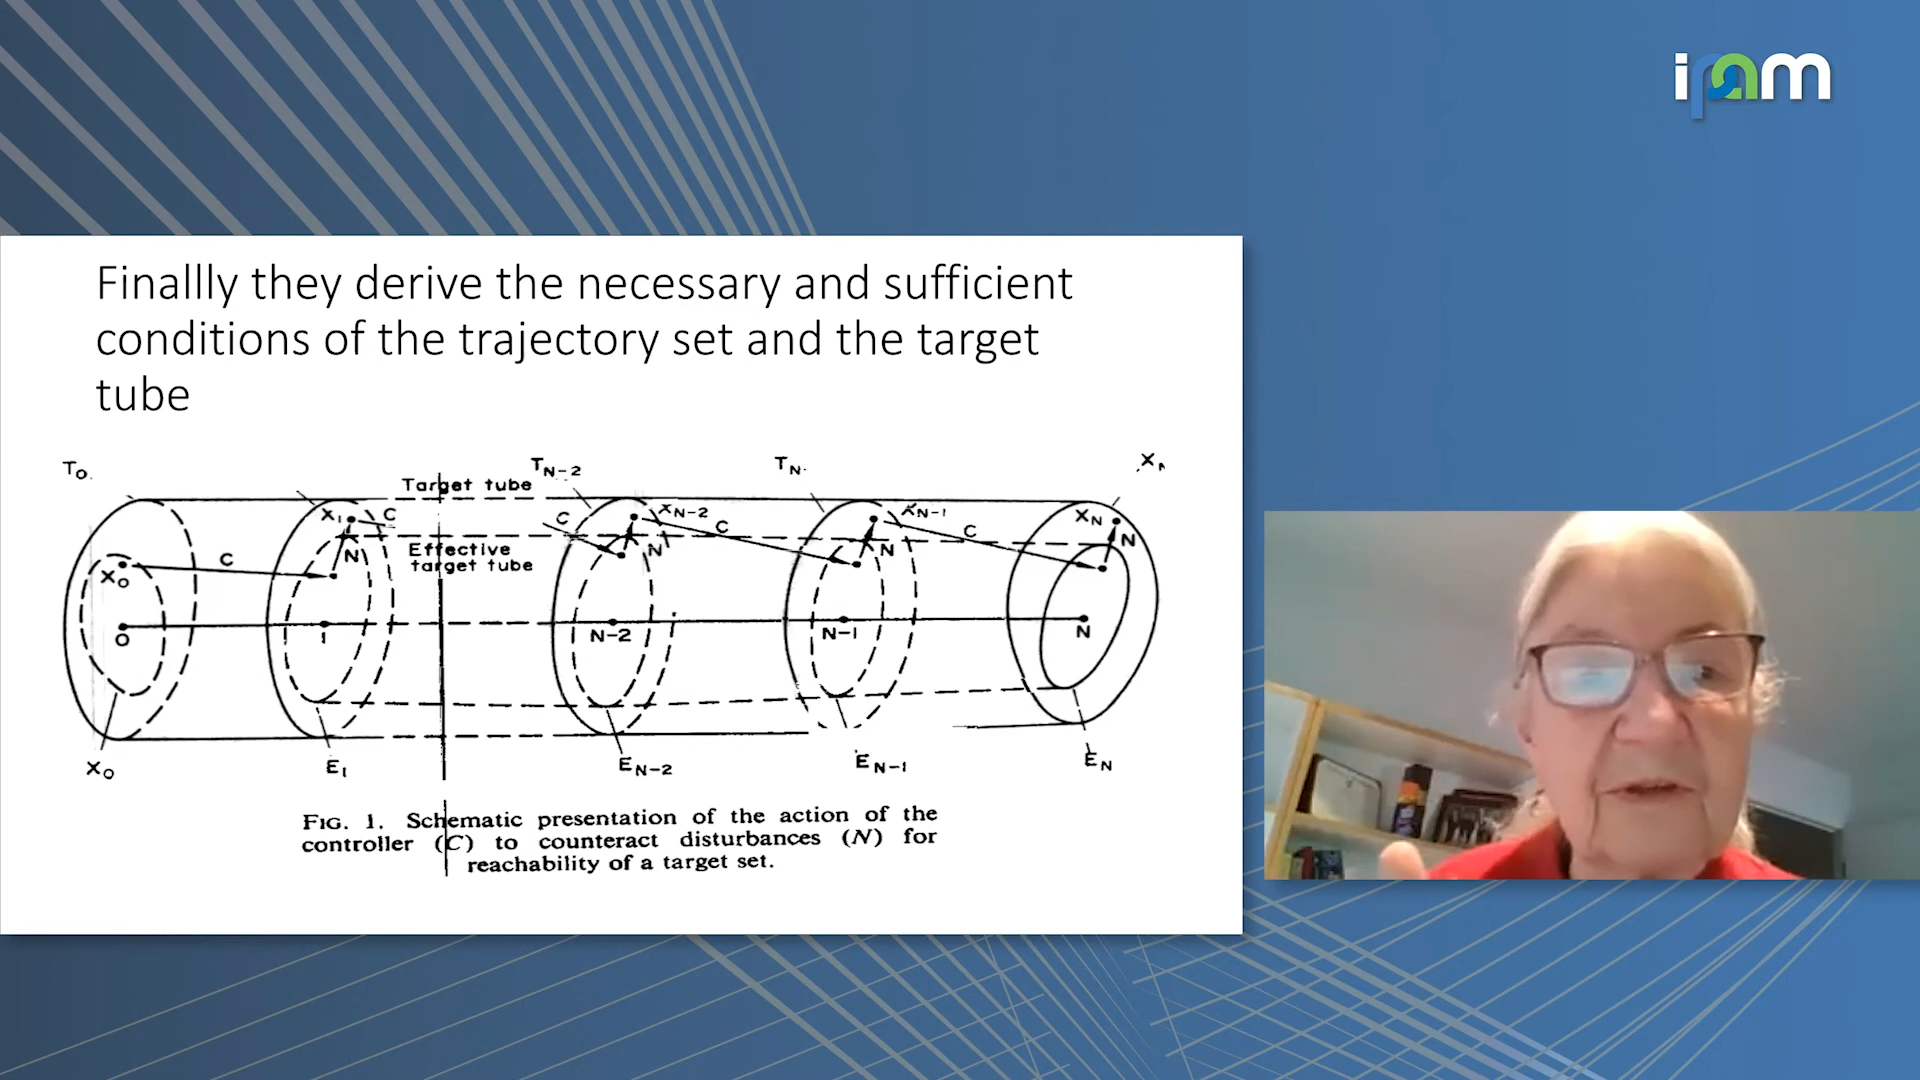 ipam
Finallly they derive the necessary and sufficient
conditions of the trajectory set and the target
tube
T0.
TN-2
TN-
Target tube
X1
C
C
XN-2
C
XN-1
C
XN
N
N
N
N
Effective
target tube
C
X0
0
1
N-2
N-1
N
X0
E1
EN-2
EN-1
EN
FIG. 1. Schematic presentation of the action of the
controller (C) to counteract disturbances (N) for
reachability of a target set.